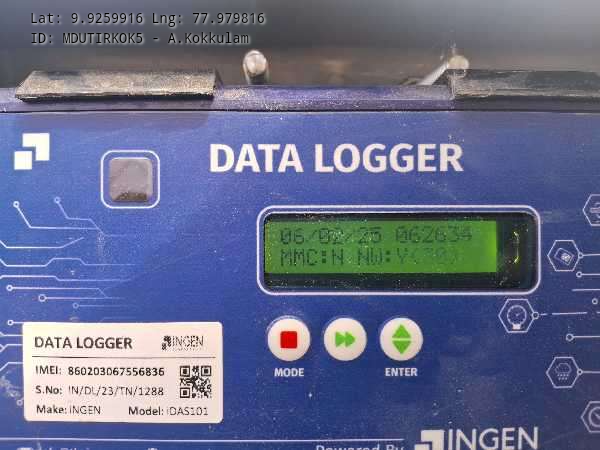 Lat: 9.9259916 Lng: 77.979816
ID: MDUTIRKOK5 - A.Kokkulam
DATA LOGGER
06/02/25 062634
MMC:N NW:Y(30)
MODE
ENTER
DATA LOGGER
INGEN
IMEI: 860203067556836
S.No: IN/DL/23/TN/1288
Make: INGEN Model: iDAS101
Powered By
INGEN